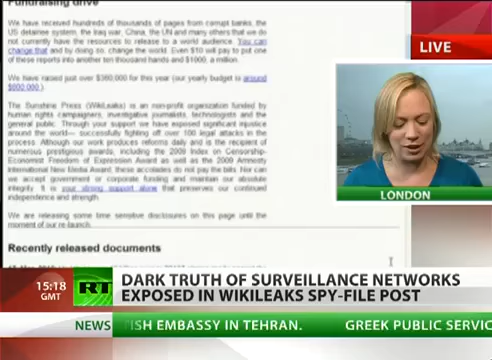 Fundraising drive
We have received hundreds of thousands of pages from corrupt banks, the
US detainee system, the Iraq war, China, the UN and many others that we do
not currently have the resources to release to a world audience. You can
change that and by doing so, change the world. Even $10 will pay to put one
of these reports into another ten thousand hands and $1000, a million.
We have raised just over $360,000 for this year (our yearly budget is around
The Sunshine Press (WikiLeaks) is an non-profit organization funded by
human rights campaigners, investigative journalists, technologists and the
general public. Through your support we have exposed significant injustice
around the world— successfully fighting off over 100 legal attacks in the
process. Although our work produces reforms daily and is the recipient of
numerous prestigious awards, including the 2008 Index on Censorship-
Economist Freedom of Expression Award as well as the 2009 Amnesty
International New Media Award, these accolades do not pay the bills. Nor can
we accept government or corporate funding and maintain our absolute
integrity. It is your strong support alone that preserves our continued
independence and strength.
We are releasing some time sensitive disclosures on this page until the
moment of our re-launch.
Recently released documents
LIVE
LONDON
15:18
GMT
RT
DARK TRUTH OF SURVEILLANCE NETWORKS
EXPOSED IN WIKILEAKS SPY-FILE POST
NEWS
ISH EMBASSY IN TEHRAN. GREEK PUBLIC SERVIC